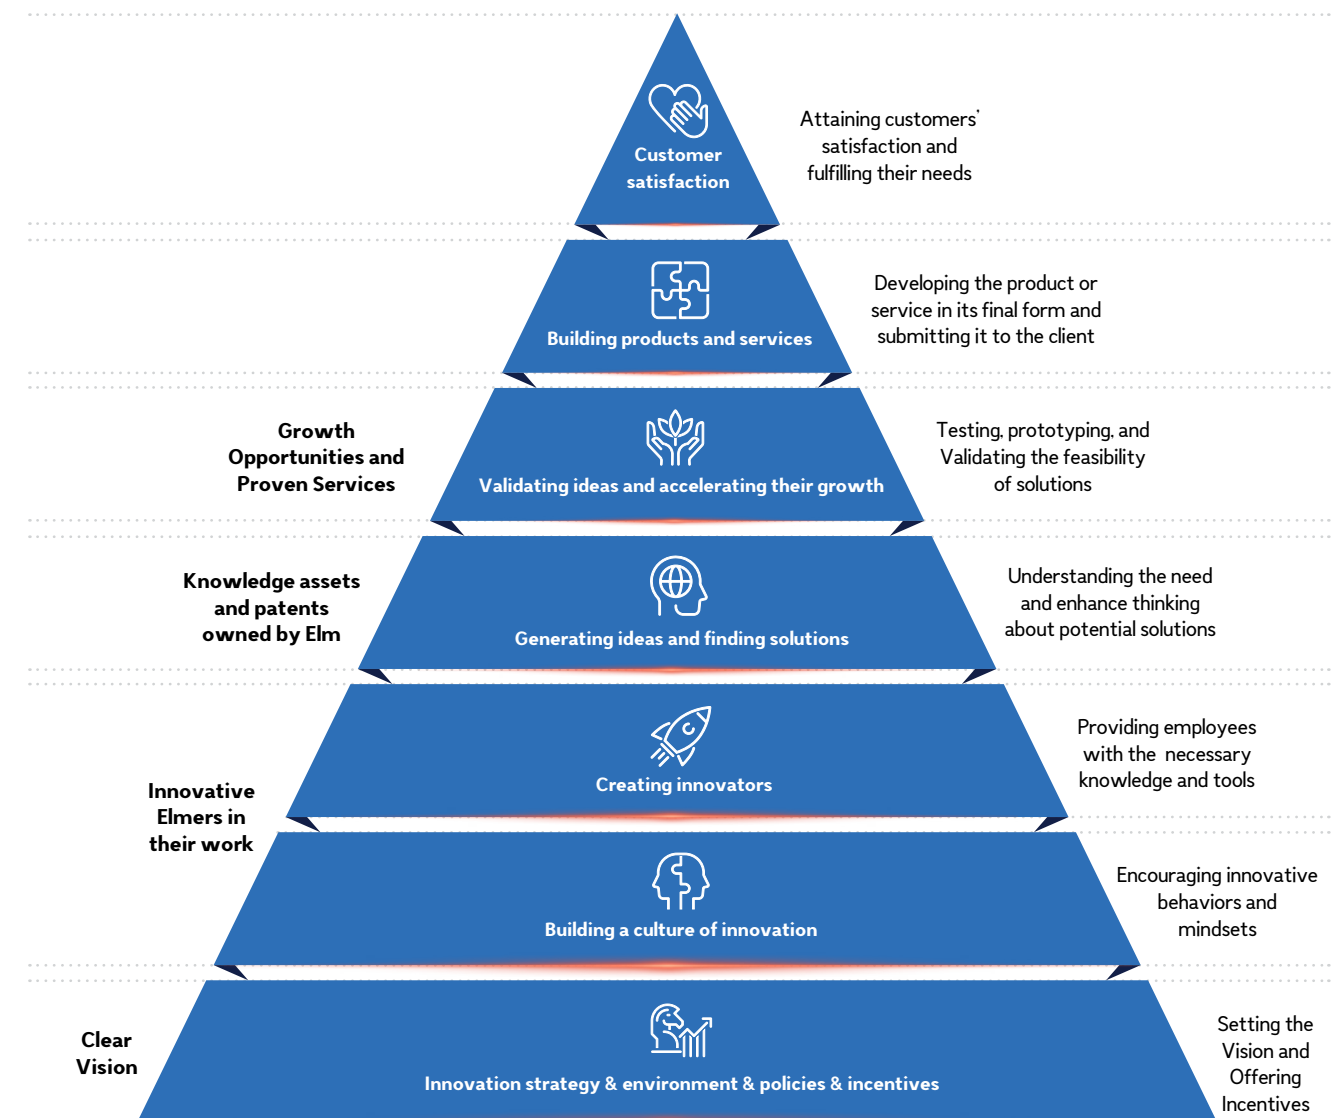 Customer
satisfaction
Attaining customers'
satisfaction and
fulfilling their needs
Building products and services
Developing the product or
service in its final form and
submitting it to the client
Growth
Opportunities and
Proven Services
Validating ideas and accelerating their growth
Testing, prototyping, and
Validating the feasibility
of solutions
Knowledge assets
and patents
owned by Elm
Generating ideas and finding solutions
Understanding the need
and enhance thinking
about potential solutions
Innovative
Elmers in
their work
Creating innovators
Providing employees
with the necessary
knowledge and tools
Building a culture of innovation
Encouraging innovative
behaviors and
mindsets
Clear
Vision
Innovation strategy & environment & policies & incentives
Setting the
Vision and
Offering
Incentives